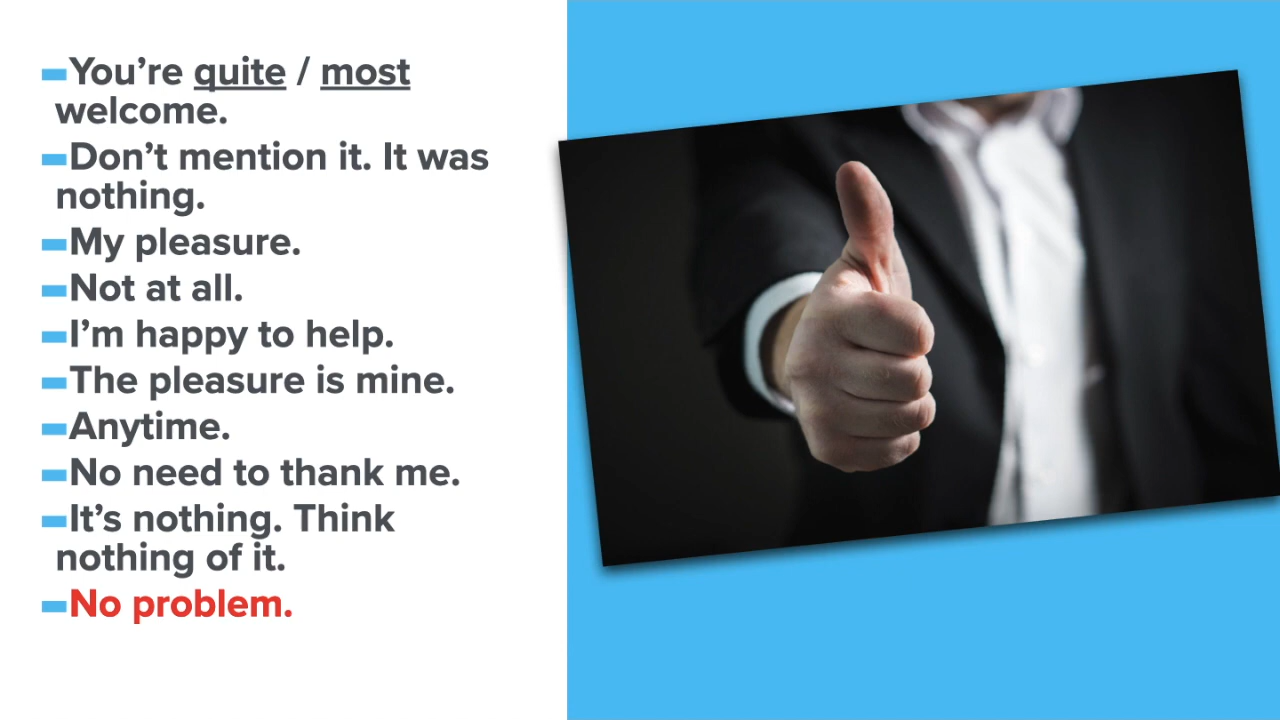 You’re quite / most
welcome.
Don’t mention it. It was
nothing.
My pleasure.
Not at all.
I’m happy to help.
The pleasure is mine.
Anytime.
No need to thank me.
It’s nothing. Think
nothing of it.
No problem.